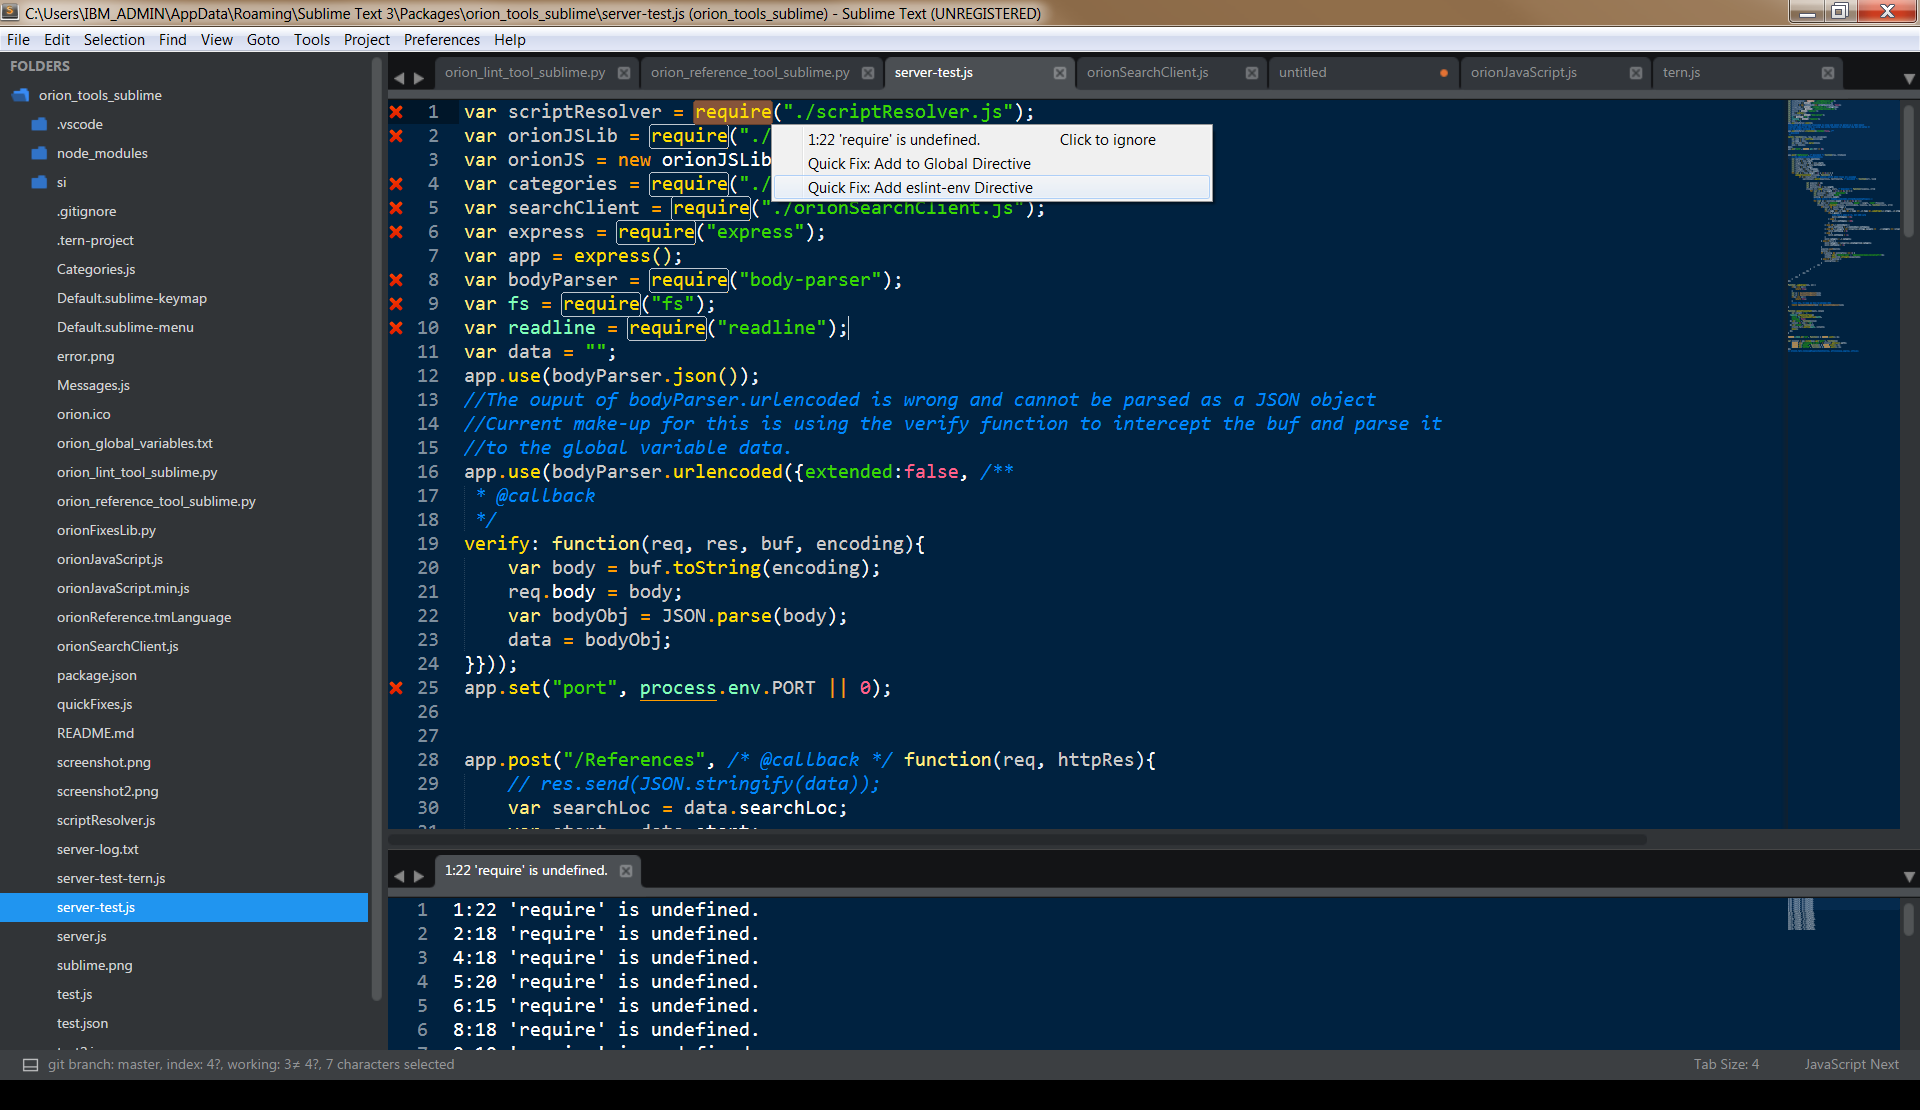 C:\Users\IBM_ADMIN\AppData\Roaming\Sublime Text 3\Packages\orion_tools_sublime\server-test.js (orion_tools_sublime) - Sublime Text (UNREGISTERED)
File Edit Selection Find View Goto Tools Project Preferences Help
FOLDERS
orion_tools_sublime
.vscode
node_modules
si
.gitignore
.tern-project
Categories.js
Default.sublime-keymap
Default.sublime-menu
error.png
Messages.js
orion.ico
orion_global_variables.txt
orion_lint_tool_sublime.py
orion_reference_tool_sublime.py
orionFixesLib.py
orionJavaScript.js
orionJavaScript.min.js
orionReference.tmLanguage
orionSearchClient.js
package.json
quickFixes.js
README.md
screenshot.png
screenshot2.png
scriptResolver.js
server-log.txt
server-test-tern.js
server-test.js
server.js
sublime.png
test.js
test.json
orion_lint_tool_sublime.py orion_reference_tool_sublime.py server-test.js orionSearchClient.js untitled orionJavaScript.js tern.js
1 var scriptResolver = require("./scriptResolver.js");
2 var orionJSLib = require("./
3 var orionJS = new orionJSLib
4 var categories = require("./
5 var searchClient = require("./orionSearchClient.js");
6 var express = require("express");
7 var app = express();
8 var bodyParser = require("body-parser");
9 var fs = require("fs");
10 var readline = require("readline");
11 var data = "";
12 app.use(bodyParser.json());
13 //The ouput of bodyParser.urlencoded is wrong and cannot be parsed as a JSON object
14 //Current make-up for this is using the verify function to intercept the buf and parse it
15 //to the global variable data.
16 app.use(bodyParser.urlencoded({extended:false, /**
17 * @callback
18 */
19 verify: function(req, res, buf, encoding){
20 var body = buf.toString(encoding);
21 req.body = body;
22 var bodyObj = JSON.parse(body);
23 data = bodyObj;
24 }}));
25 app.set("port", process.env.PORT || 0);
26
27
28 app.post("/References", /* @callback */ function(req, httpRes){
29 // res.send(JSON.stringify(data));
30 var searchLoc = data.searchLoc;
1:22 'require' is undefined. Click to ignore
Quick Fix: Add to Global Directive
Quick Fix: Add eslint-env Directive
1:22 'require' is undefined.
1 1:22 'require' is undefined.
2 2:18 'require' is undefined.
3 4:18 'require' is undefined.
4 5:20 'require' is undefined.
5 6:15 'require' is undefined.
6 8:18 'require' is undefined.
git branch: master, index: 4?, working: 3≠ 4?, 7 characters selected
Tab Size: 4 JavaScript Next